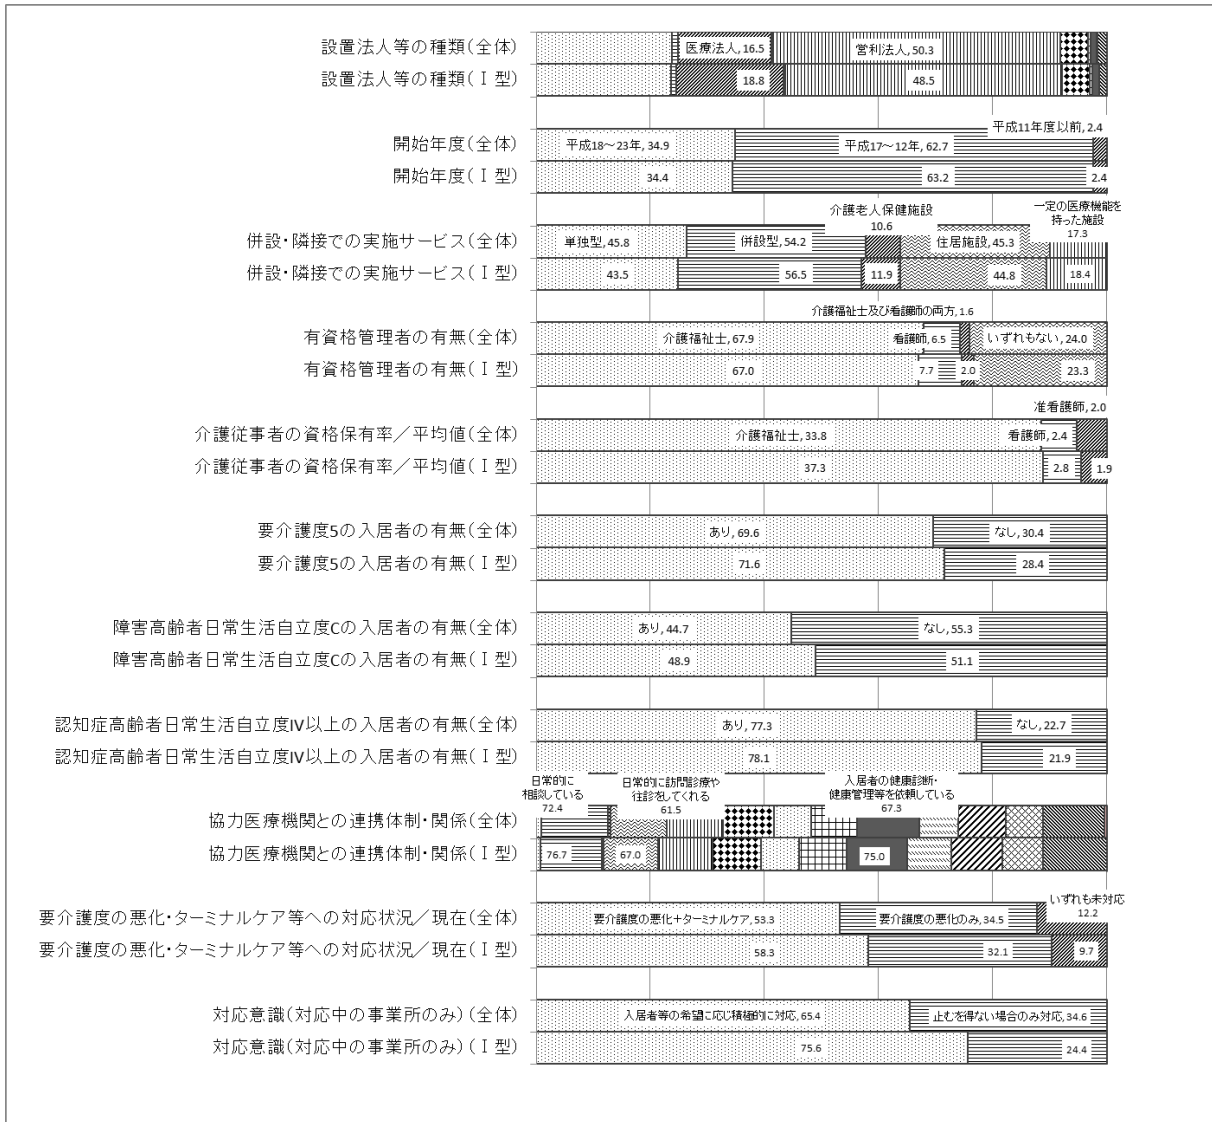 設置法人等の種類(全体)
医療法人, 16.5
営利法人, 50.3
設置法人等の種類(Ⅰ型)
18.8
48.5
平成11年度以前, 2.4
開始年度(全体)
平成18～23年, 34.9
平成17～12年, 62.7
開始年度(Ⅰ型)
34.4
63.2
2.4
介護老人保健施設
10.6
一定の医療機能を
持った施設
17.3
併設・隣接での実施サービス(全体)
単独型, 45.8
併設型, 54.2
住居施設, 45.3
併設・隣接での実施サービス(Ⅰ型)
43.5
56.5
11.9
44.8
18.4
介護福祉士及び看護師の両方, 1.6
有資格管理者の有無(全体)
介護福祉士, 67.9
看護師, 6.5
いずれもない, 24.0
有資格管理者の有無(Ⅰ型)
67.0
7.7
2.0
23.3
准看護師, 2.0
介護従事者の資格保有率／平均値(全体)
介護福祉士, 33.8
看護師, 2.4
介護従事者の資格保有率／平均値(Ⅰ型)
37.3
2.8
1.9
要介護度5の入居者の有無(全体)
あり, 69.6
なし, 30.4
要介護度5の入居者の有無(Ⅰ型)
71.6
28.4
障害高齢者日常生活自立度Cの入居者の有無(全体)
あり, 44.7
なし, 55.3
障害高齢者日常生活自立度Cの入居者の有無(Ⅰ型)
48.9
51.1
認知症高齢者日常生活自立度Ⅳ以上の入居者の有無(全体)
あり, 77.3
なし, 22.7
認知症高齢者日常生活自立度Ⅳ以上の入居者の有無(Ⅰ型)
78.1
21.9
日常的に
相談している
72.4
日常的に訪問診療や
往診をしてくれる
61.5
入居者の健康診断・
健康管理等を依頼している
67.3
協力医療機関との連携体制・関係(全体)
協力医療機関との連携体制・関係(Ⅰ型)
76.7
67.0
75.0
いずれも未対応
12.2
要介護度の悪化・ターミナルケア等への対応状況／現在(全体)
要介護度の悪化＋ターミナルケア, 53.3
要介護度の悪化のみ, 34.5
要介護度の悪化・ターミナルケア等への対応状況／現在(Ⅰ型)
58.3
32.1
9.7
対応意識(対応中の事業所のみ)(全体)
入居者等の希望に応じ積極的に対応, 65.4
止むを得ない場合のみ対応, 34.6
対応意識(対応中の事業所のみ)(Ⅰ型)
75.6
24.4